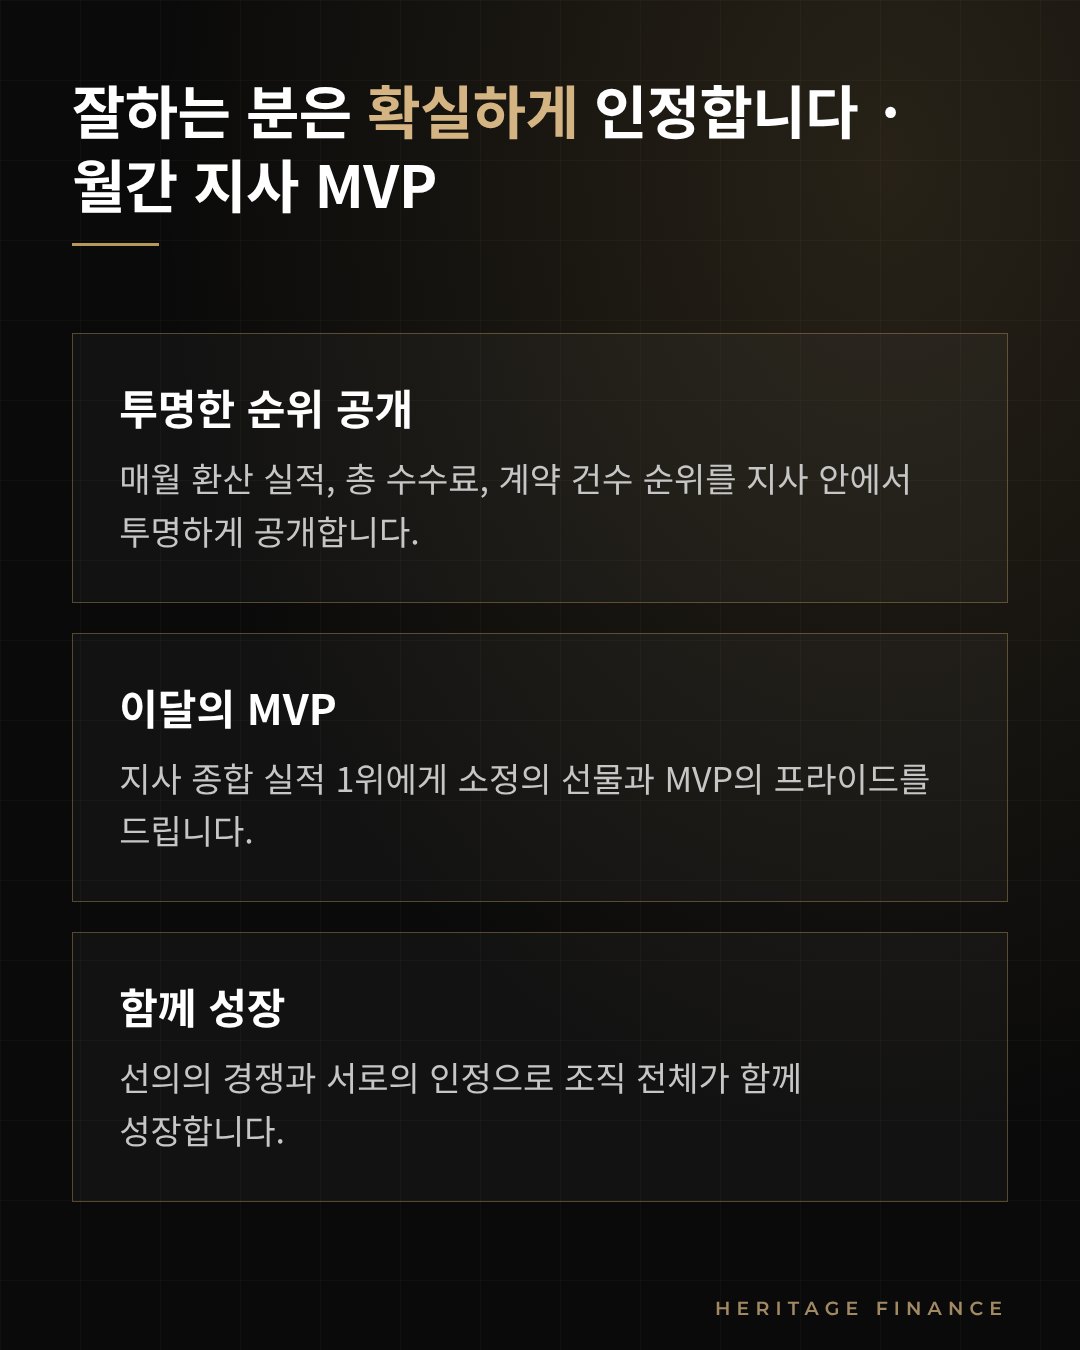 잘하는 분은 확실하게 인정합니다 ·
월간 지사 MVP
투명한 순위 공개
매월 환산 실적, 총 수수료, 계약 건수 순위를 지사 안에서
투명하게 공개합니다.
이달의 MVP
지사 종합 실적 1위에게 소정의 선물과 MVP의 프라이드를
드립니다.
함께 성장
선의의 경쟁과 서로의 인정으로 조직 전체가 함께
성장합니다.
HERITAGE FINANCE